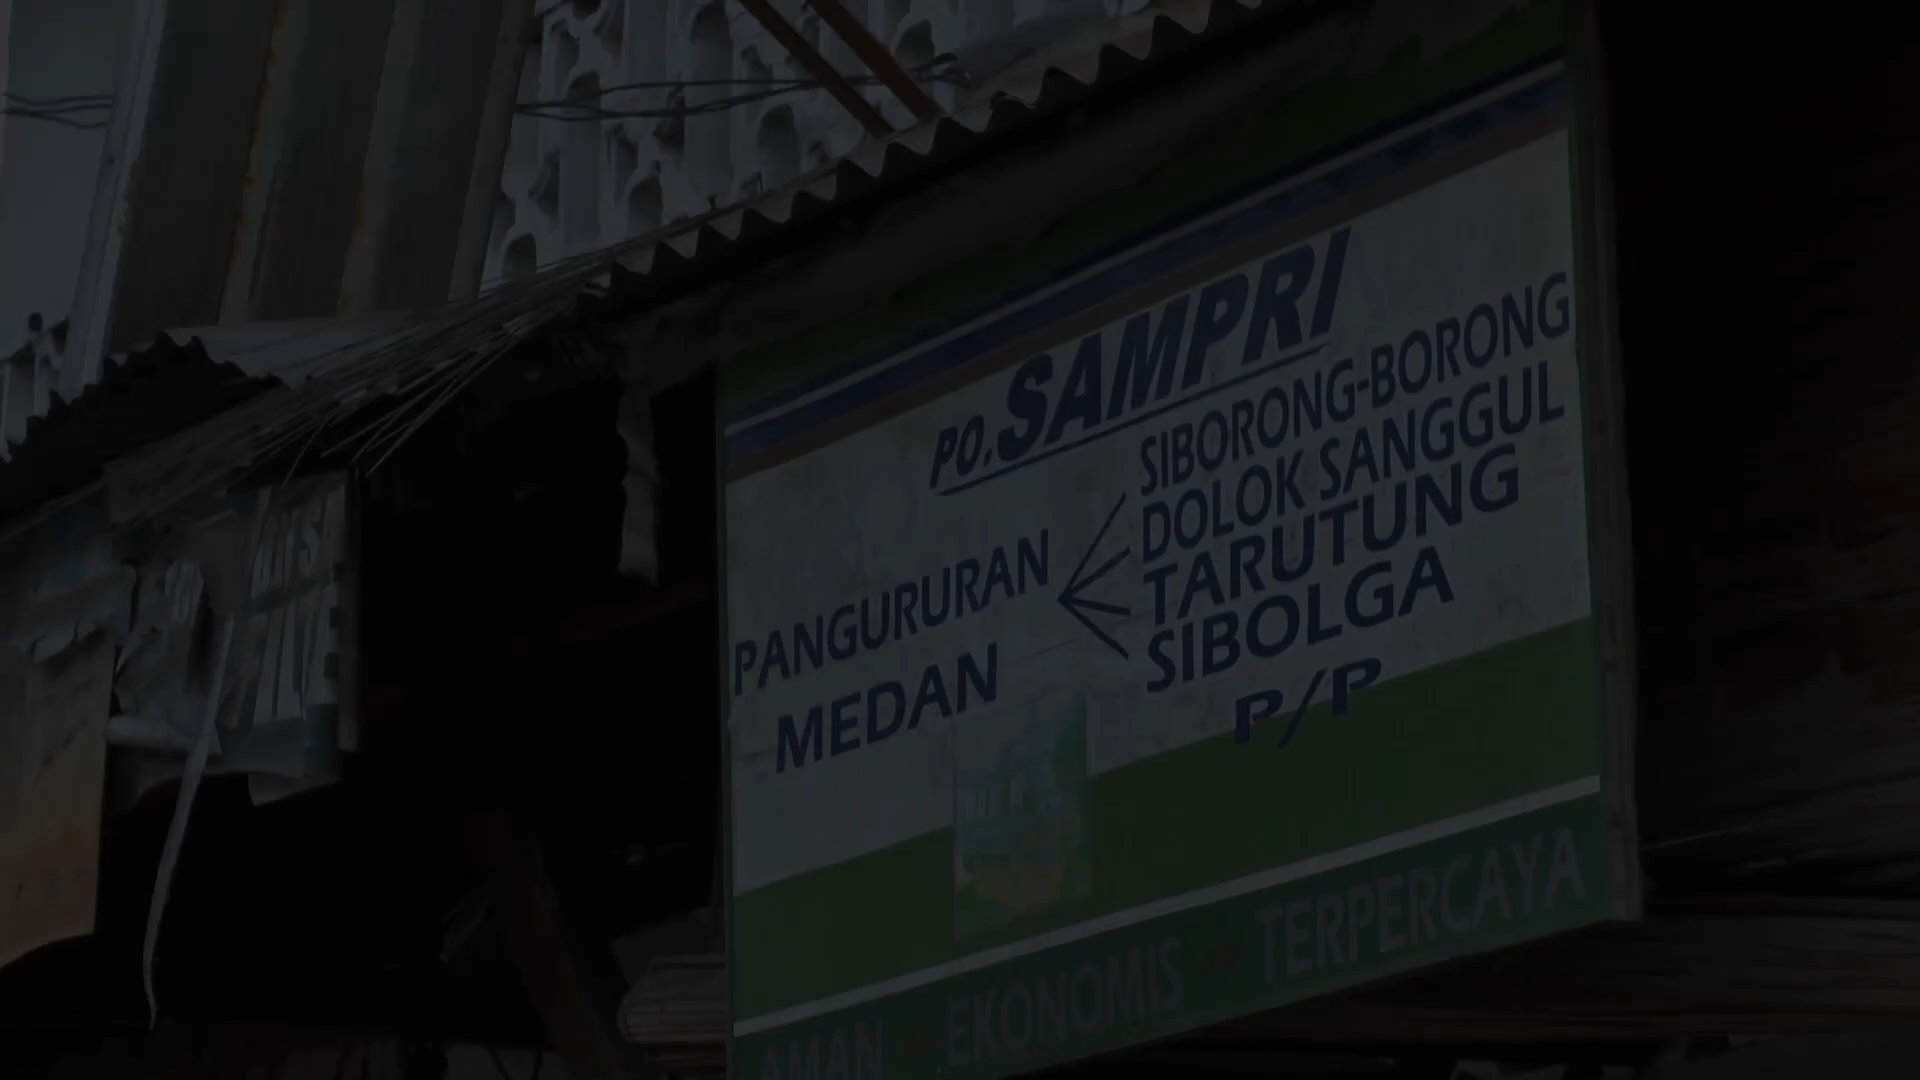 PO. SAMPRI
PANGURURAN
MEDAN
SIBORONG-BORONG
DOLOK SANGGUL
TARUTUNG
SIBOLGA
P/P
AMAN EKONOMIS TERPERCAYA